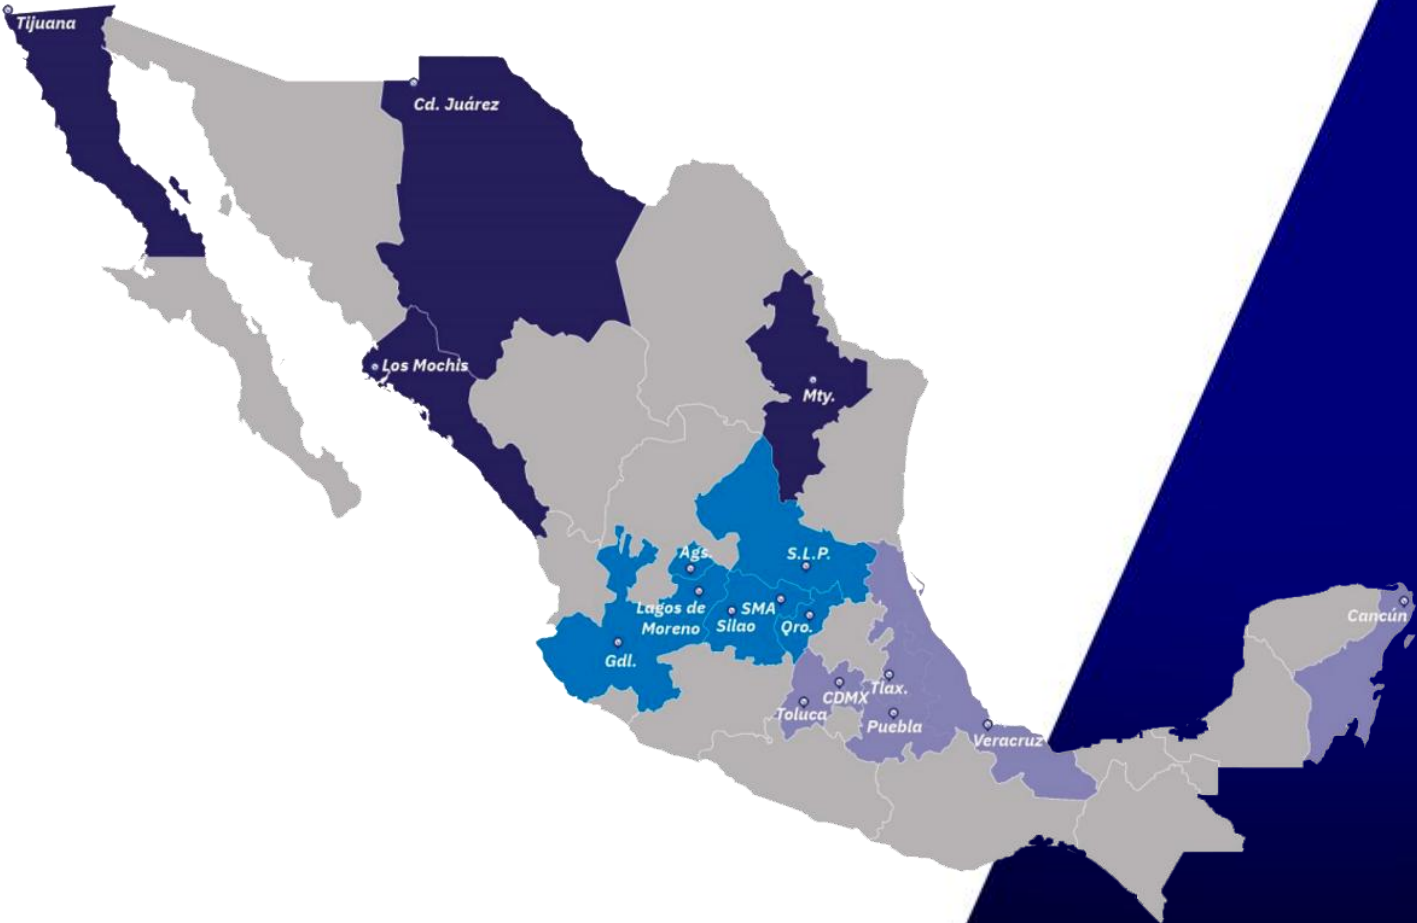 Tijuana
Cd. Juárez
Los Mochis
Mty.
Ags.
S.L.P.
Lagos de
Moreno
SMA
Silao
Qro.
Gdl.
Cancún
Tlax.
CDMX
Toluca
Puebla
Veracruz